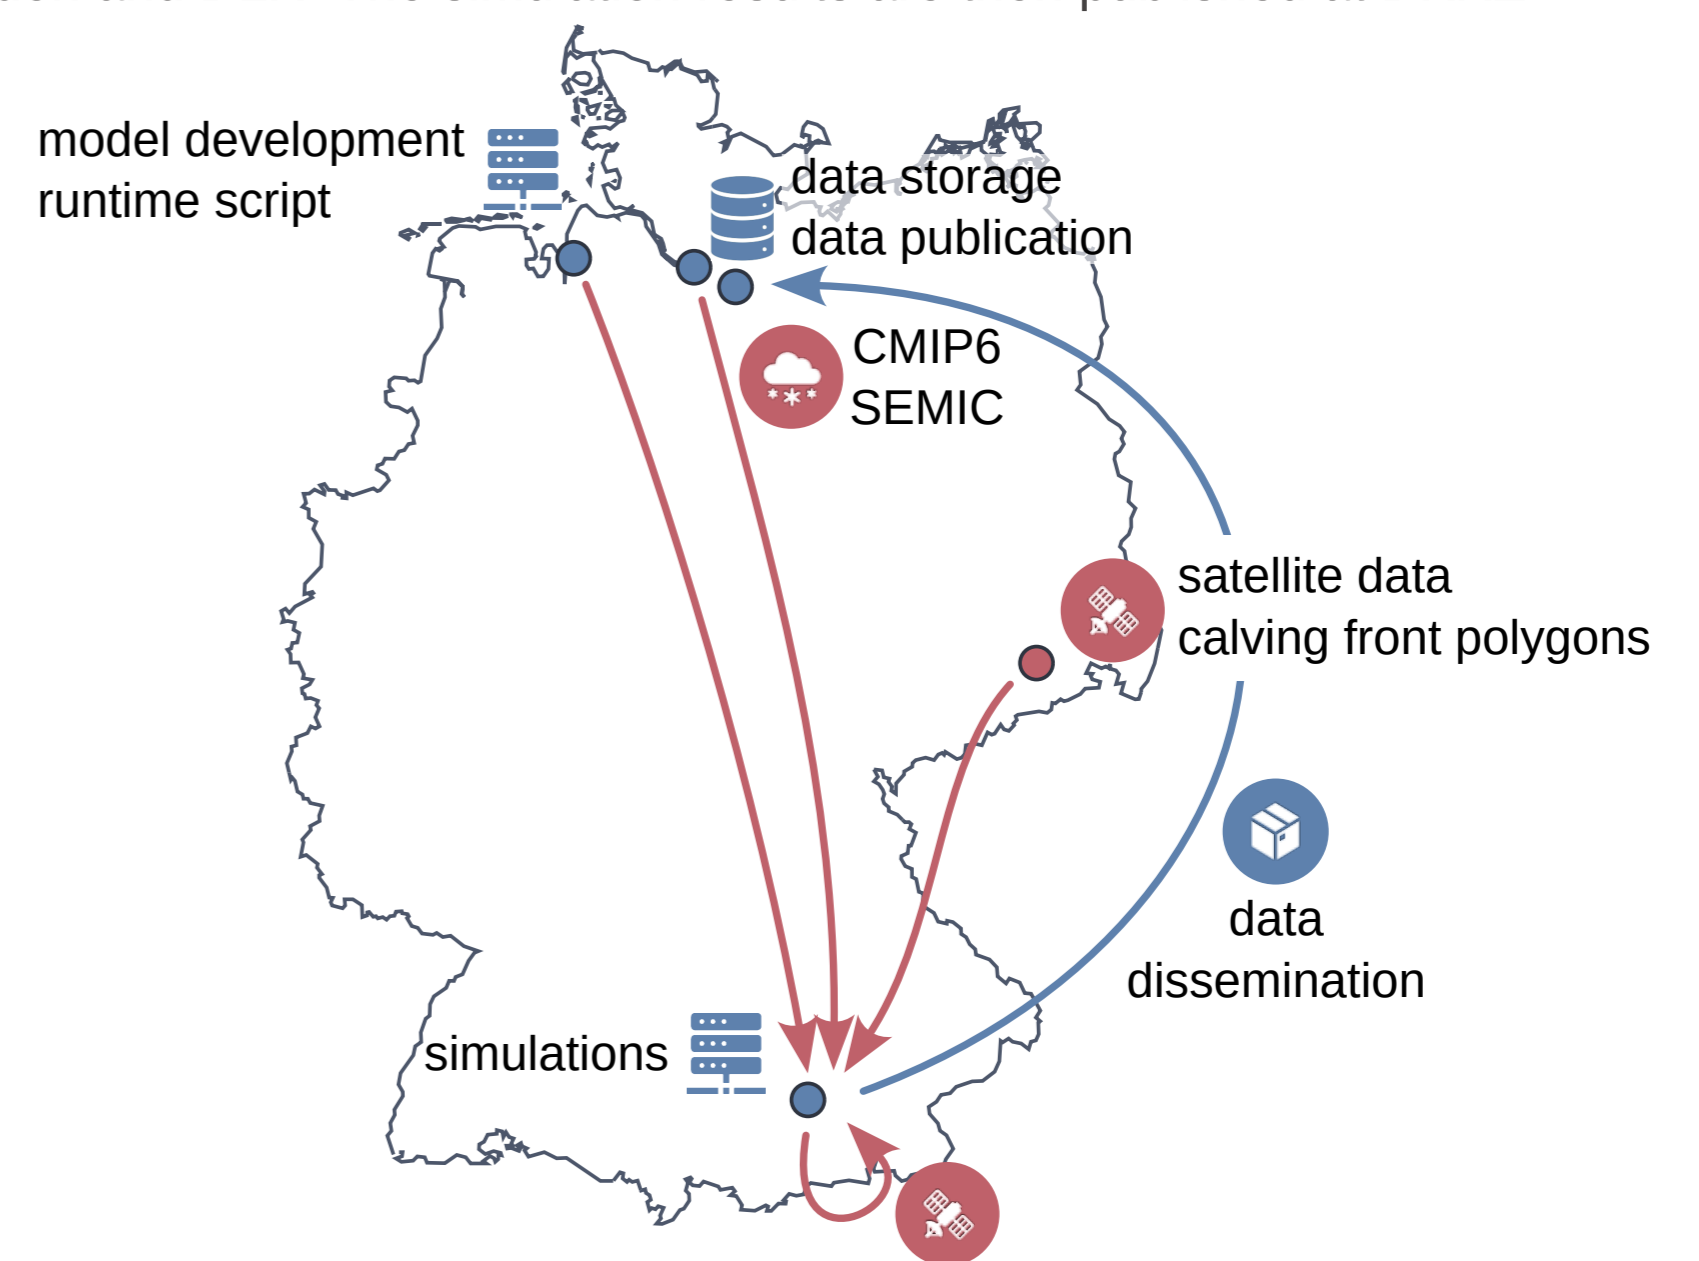 model development
runtime script
data storage
data publication
CMIP6
SEMIC
satellite data
calving front polygons
data
dissemination
simulations